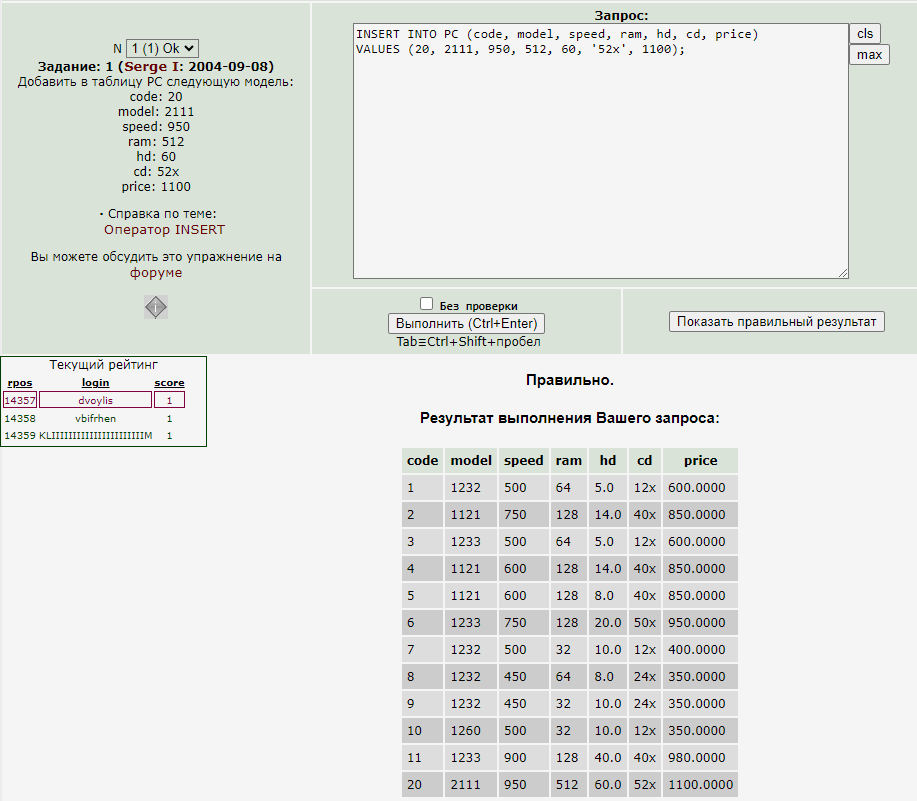 N 1 (1) Ok
Задание: 1 (Serge I: 2004-09-08)
Добавить в таблицу PC следующую модель:
code: 20
model: 2111
speed: 950
ram: 512
hd: 60
cd: 52x
price: 1100
· Справка по теме:
Оператор INSERT
Вы можете обсудить это упражнение на
форуме
Запрос:
INSERT INTO PC (code, model, speed, ram, hd, cd, price)
VALUES (20, 2111, 950, 512, 60, '52x', 1100);
cls
max
Без проверки
Выполнить (Ctrl+Enter)
Tab≡Ctrl+Shift+пробел
Показать правильный результат
Текущий рейтинг
rpos login score
14357 dvoylis 1
14358 vbifrhen 1
14359 KLIIIIIIIIIIIIIIIIIIIIIIM 1
Правильно.
Результат выполнения Вашего запроса:
code model speed ram hd cd price
1 1232 500 64 5.0 12x 600.0000
2 1121 750 128 14.0 40x 850.0000
3 1233 500 64 5.0 12x 600.0000
4 1121 600 128 14.0 40x 850.0000
5 1121 600 128 8.0 40x 850.0000
6 1233 750 128 20.0 50x 950.0000
7 1232 500 32 10.0 12x 400.0000
8 1232 450 64 8.0 24x 350.0000
9 1232 450 32 10.0 24x 350.0000
10 1260 500 32 10.0 12x 350.0000
11 1233 900 128 40.0 40x 980.0000
20 2111 950 512 60.0 52x 1100.0000